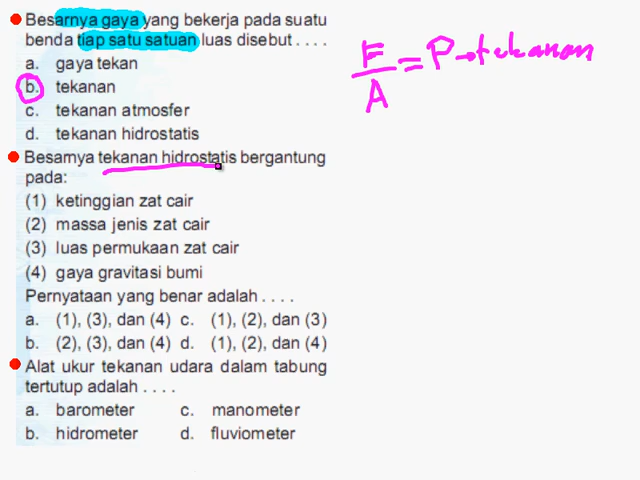 Besarnya gaya yang bekerja pada suatu
benda tiap satu satuan luas disebut . . . .
a. gaya tekan
b. tekanan
c. tekanan atmosfer
d. tekanan hidrostatis
Besarnya tekanan hidrostatis bergantung
pada:
(1) ketinggian zat cair
(2) massa jenis zat cair
(3) luas permukaan zat cair
(4) gaya gravitasi bumi
Pernyataan yang benar adalah . . . .
a. (1), (3), dan (4) c. (1), (2), dan (3)
b. (2), (3), dan (4) d. (1), (2), dan (4)
Alat ukur tekanan udara dalam tabung
tertutup adalah . . . .
a. barometer c. manometer
b. hidrometer d. fluviometer
F/A = P → tekanan